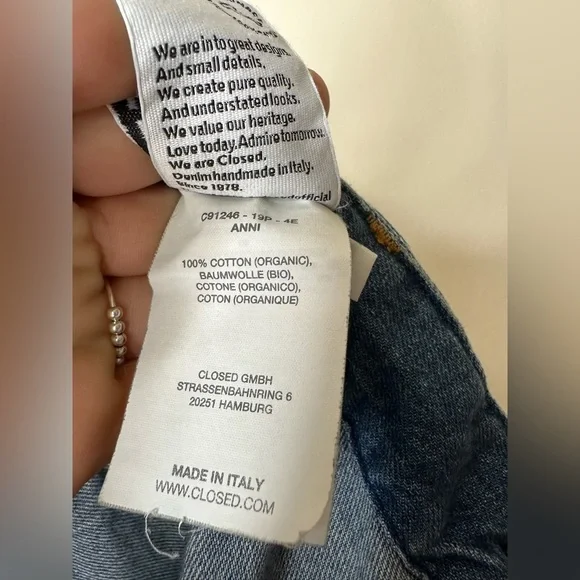 We are into great design.
And small details.
We create pure quality.
And understated looks.
We value our heritage.
Love today. Admire tomorrow.
We are Closed.
Denim handmade in Italy.
Since 1978.
official
C91246 - 19P - 4E
ANNI
100% COTTON (ORGANIC),
BAUMWOLLE (BIO),
COTONE (ORGANICO),
COTON (ORGANIQUE)
CLOSED GMBH
STRASSENBAHNRING 6
20251 HAMBURG
MADE IN ITALY
WWW.CLOSED.COM